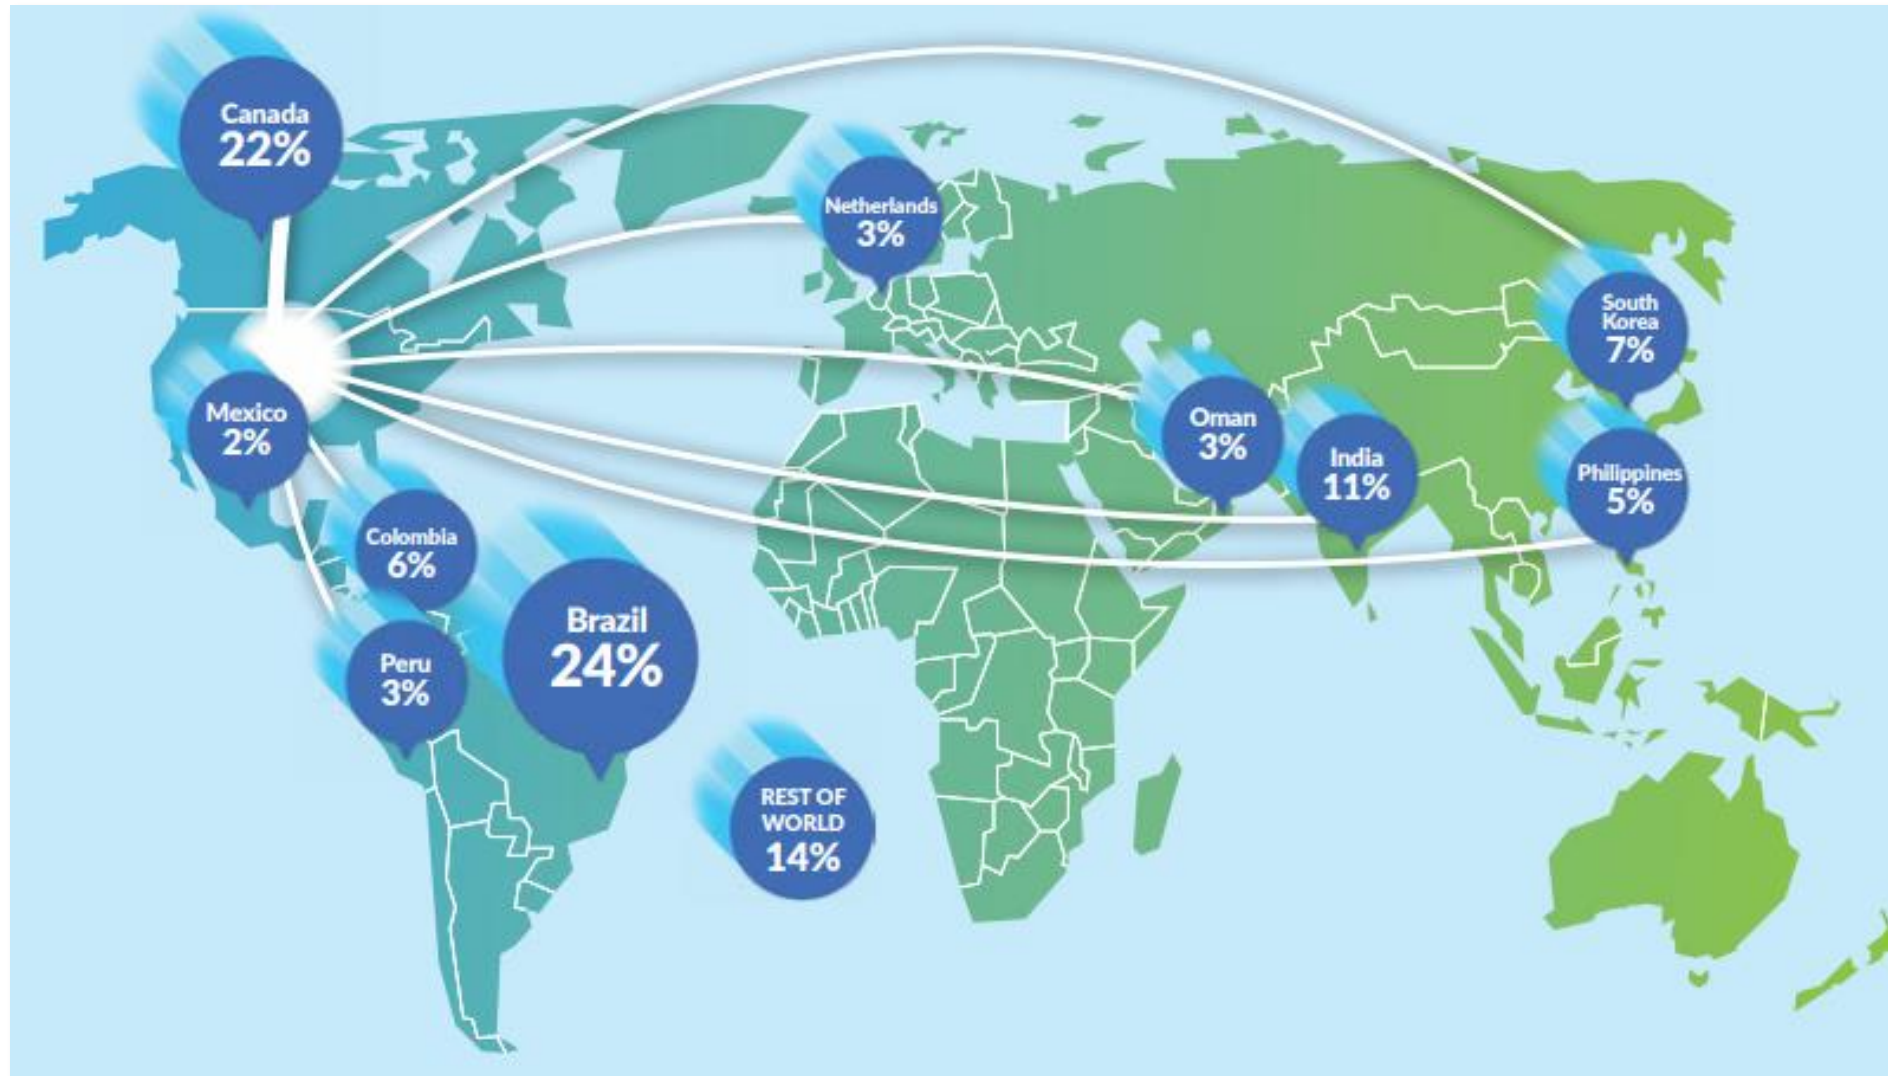 Canada
22%
Netherlands
3%
South
Korea
7%
Mexico
2%
Oman
3%
India
11%
Philippines
5%
Colombia
6%
Brazil
24%
Peru
3%
REST OF
WORLD
14%